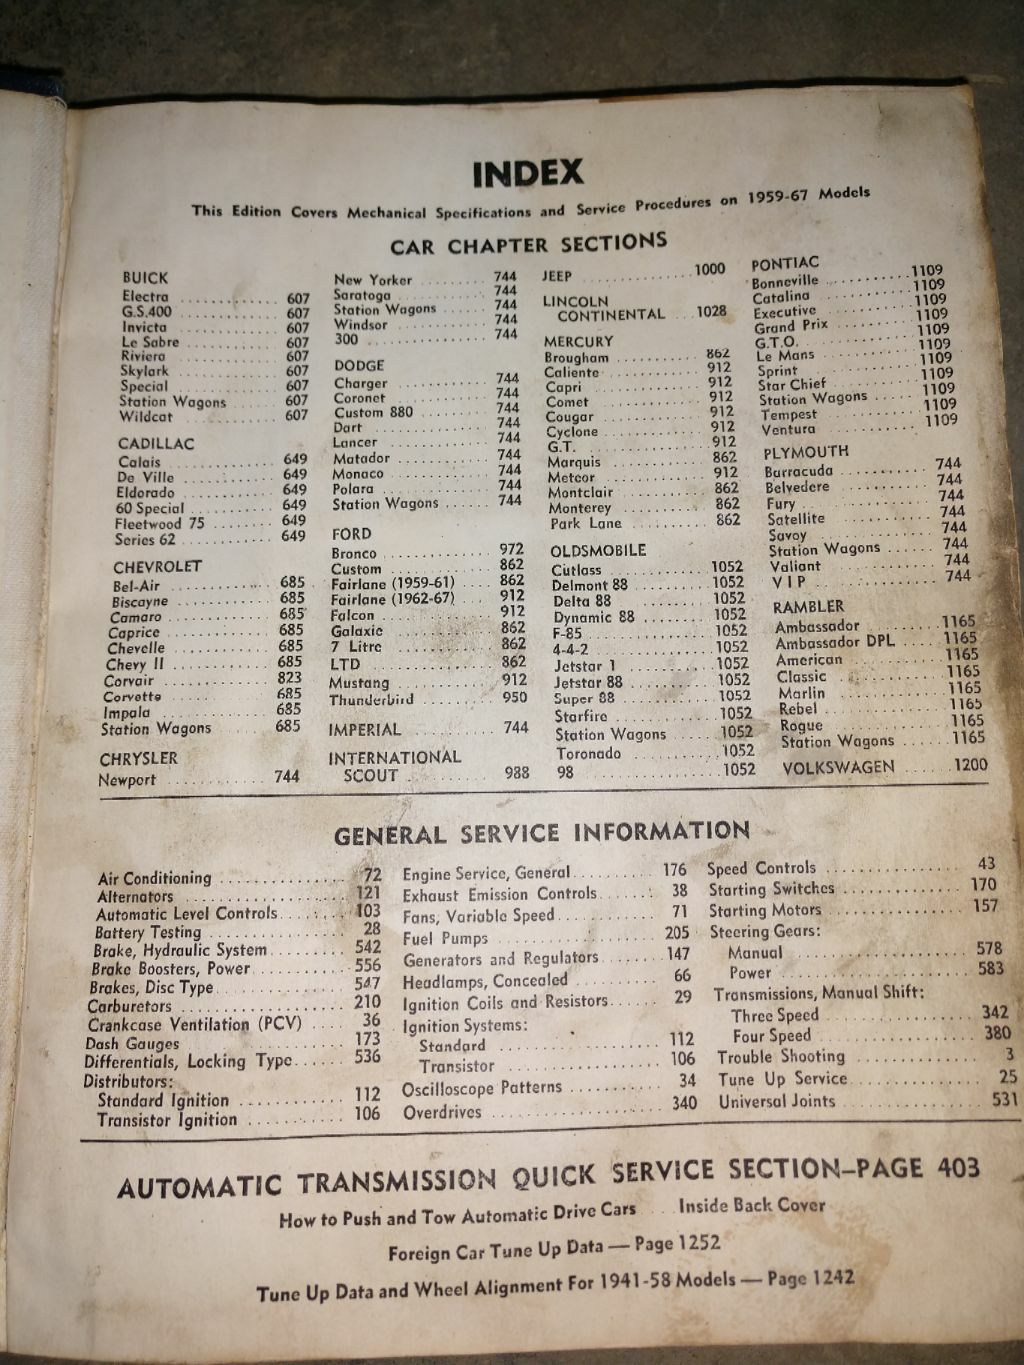 INDEX
This Edition Covers Mechanical Specifications and Service Procedures on 1959-67 Models
CAR CHAPTER SECTIONS
BUICK
Electra 607
G.S.400 607
Invicta 607
Le Sabre 607
Riviera 607
Skylark 607
Special 607
Station Wagons 607
Wildcat 607
CADILLAC
Calais 649
De Ville 649
Eldorado 649
60 Special 649
Fleetwood 75 649
Series 62 649
CHEVROLET
Bel-Air 685
Biscayne 685
Camaro 685
Caprice 685
Chevelle 685
Chevy II 685
Corvair 823
Corvette 685
Impala 685
Station Wagons 685
CHRYSLER
Newport 744
New Yorker 744
Saratoga 744
Station Wagons 744
Windsor 744
300 744
DODGE
Charger 744
Coronet 744
Custom 880 744
Dart 744
Lancer 744
Matador 744
Monaco 744
Polara 744
Station Wagons 744
FORD
Bronco 972
Custom 862
Fairlane (1959-61) 862
Fairlane (1962-67) 912
Falcon 912
Galaxie 862
7 Litre 862
LTD 862
Mustang 912
Thunderbird 950
IMPERIAL 744
INTERNATIONAL
SCOUT 988
JEEP 1000
LINCOLN
CONTINENTAL 1028
MERCURY
Brougham 862
Caliente 912
Capri 912
Comet 912
Cougar 912
Cyclone 912
G.T. 912
Marquis 862
Meteor 912
Montclair 862
Monterey 862
Park Lane 862
OLDSMOBILE
Cutlass 1052
Delmont 88 1052
Delta 88 1052
Dynamic 88 1052
F-85 1052
4-4-2 1052
Jetstar 1 1052
Jetstar 88 1052
Super 88 1052
Starfire 1052
Station Wagons 1052
Toronado 1052
98 1052
PONTIAC
Bonneville 1109
Catalina 1109
Executive 1109
Grand Prix 1109
G.T.O. 1109
Le Mans 1109
Sprint 1109
Star Chief 1109
Station Wagons 1109
Tempest 1109
Ventura 1109
PLYMOUTH
Barracuda 744
Belvedere 744
Fury 744
Satellite 744
Savoy 744
Station Wagons 744
Valiant 744
V I P 744
RAMBLER
Ambassador 1165
Ambassador DPL 1165
American 1165
Classic 1165
Marlin 1165
Rebel 1165
Rogue 1165
Station Wagons 1165
VOLKSWAGEN 1200
GENERAL SERVICE INFORMATION
Air Conditioning 72
Alternators 121
Automatic Level Controls 103
Battery Testing 28
Brake, Hydraulic System 542
Brake Boosters, Power 556
Brakes, Disc Type 547
Carburetors 210
Crankcase Ventilation (PCV) 36
Dash Gauges 173
Differentials, Locking Type 536
Distributors:
Standard Ignition 112
Transistor Ignition 106
Engine Service, General 176
Exhaust Emission Controls 38
Fans, Variable Speed 71
Fuel Pumps 205
Generators and Regulators 147
Headlamps, Concealed 66
Ignition Coils and Resistors 29
Ignition Systems:
Standard 112
Transistor 106
Oscilloscope Patterns 34
Overdrives 340
Speed Controls 43
Starting Switches 170
Starting Motors 157
Steering Gears:
Manual 578
Power 583
Transmissions, Manual Shift:
Three Speed 342
Four Speed 380
Trouble Shooting 3
Tune Up Service 25
Universal Joints 531
AUTOMATIC TRANSMISSION QUICK SERVICE SECTION–PAGE 403
How to Push and Tow Automatic Drive Cars Inside Back Cover
Foreign Car Tune Up Data — Page 1252
Tune Up Data and Wheel Alignment For 1941-58 Models — Page 1242